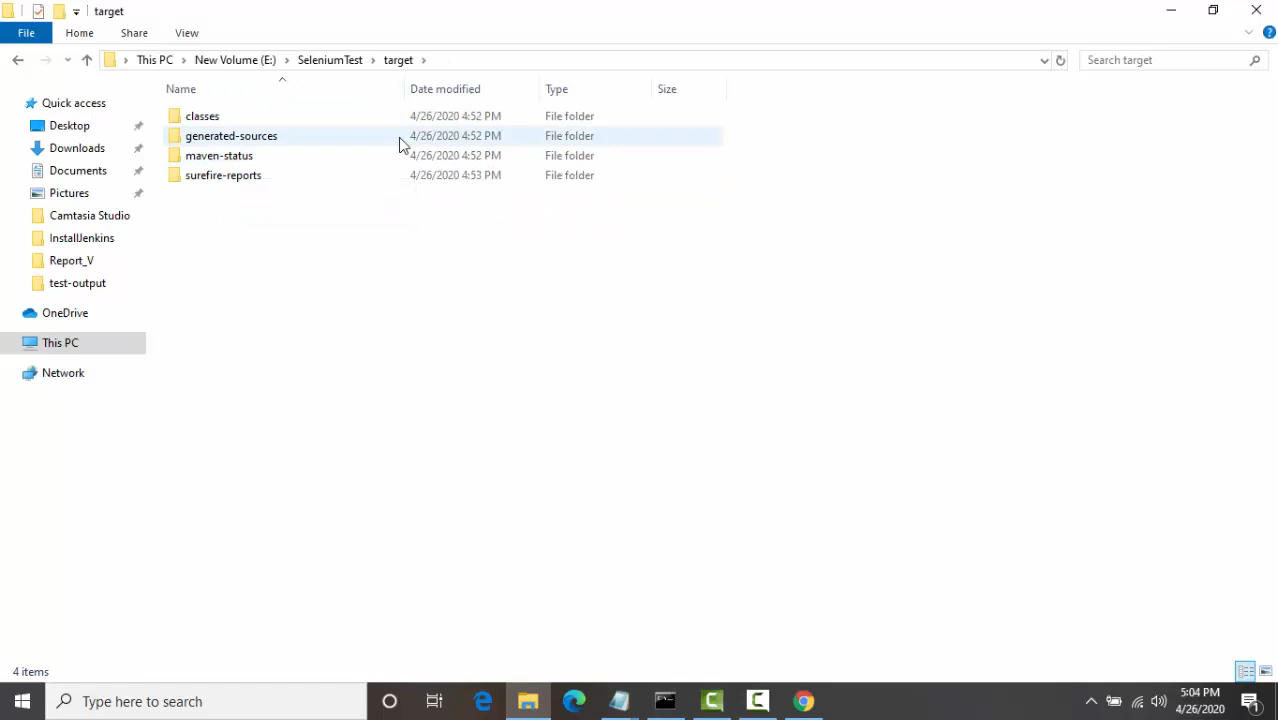 target
File Home Share View
This PC New Volume (E:) SeleniumTest target Search target
Name Date modified Type Size
Quick access
Desktop
Downloads
Documents
Pictures
Camtasia Studio
InstallJenkins
Report_V
test-output
OneDrive
This PC
Network
classes 4/26/2020 4:52 PM File folder
generated-sources 4/26/2020 4:52 PM File folder
maven-status 4/26/2020 4:52 PM File folder
surefire-reports 4/26/2020 4:53 PM File folder
4 items
Type here to search
5:04 PM
4/26/2020
1